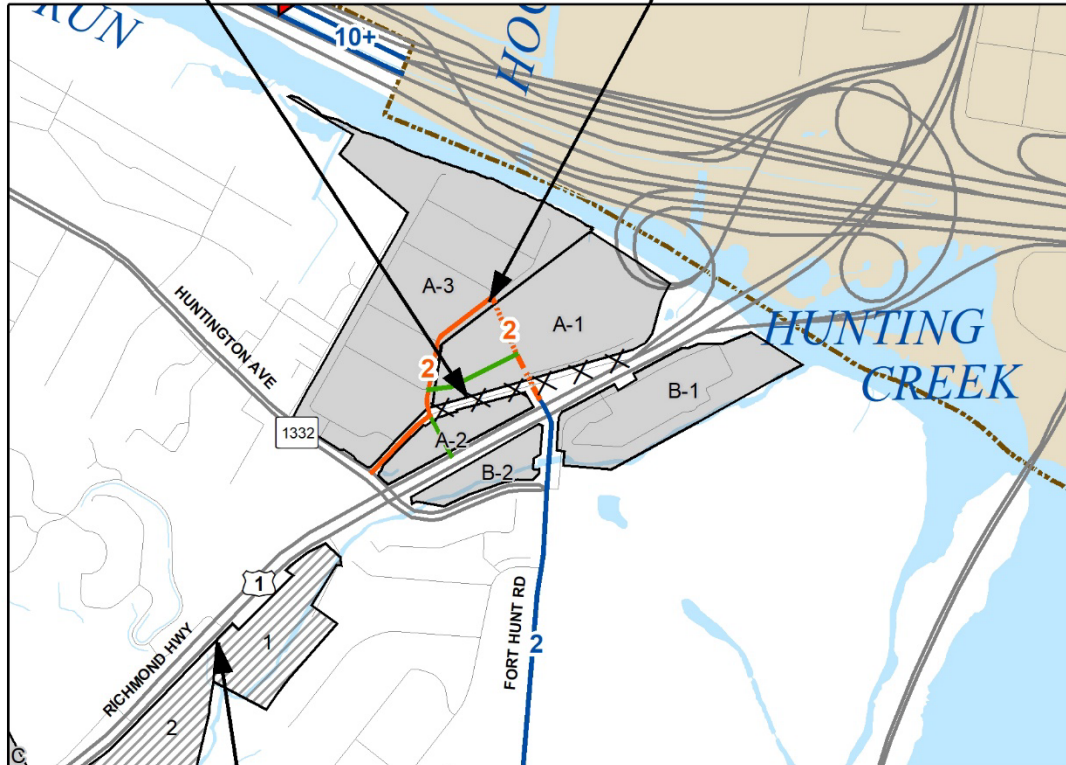 RUN
10+
HOO
A-3
A-1
2
HUNTING
CREEK
HUNTINGTON AVE
2
B-1
1332
A-2
B-2
1
1
FORT HUNT RD
2
RICHMOND HWY
2
C